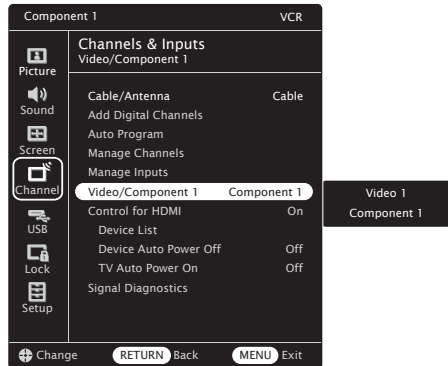 Component 1 VCR
Channels & Inputs
Video/Component 1
Picture
Sound
Screen
Channel
USB
Lock
Setup
Cable/Antenna Cable
Add Digital Channels
Auto Program
Manage Channels
Manage Inputs
Video/Component 1 Component 1
Control for HDMI On
Device List
Device Auto Power Off Off
TV Auto Power On Off
Signal Diagnostics
Video 1
Component 1
Change RETURN Back MENU Exit